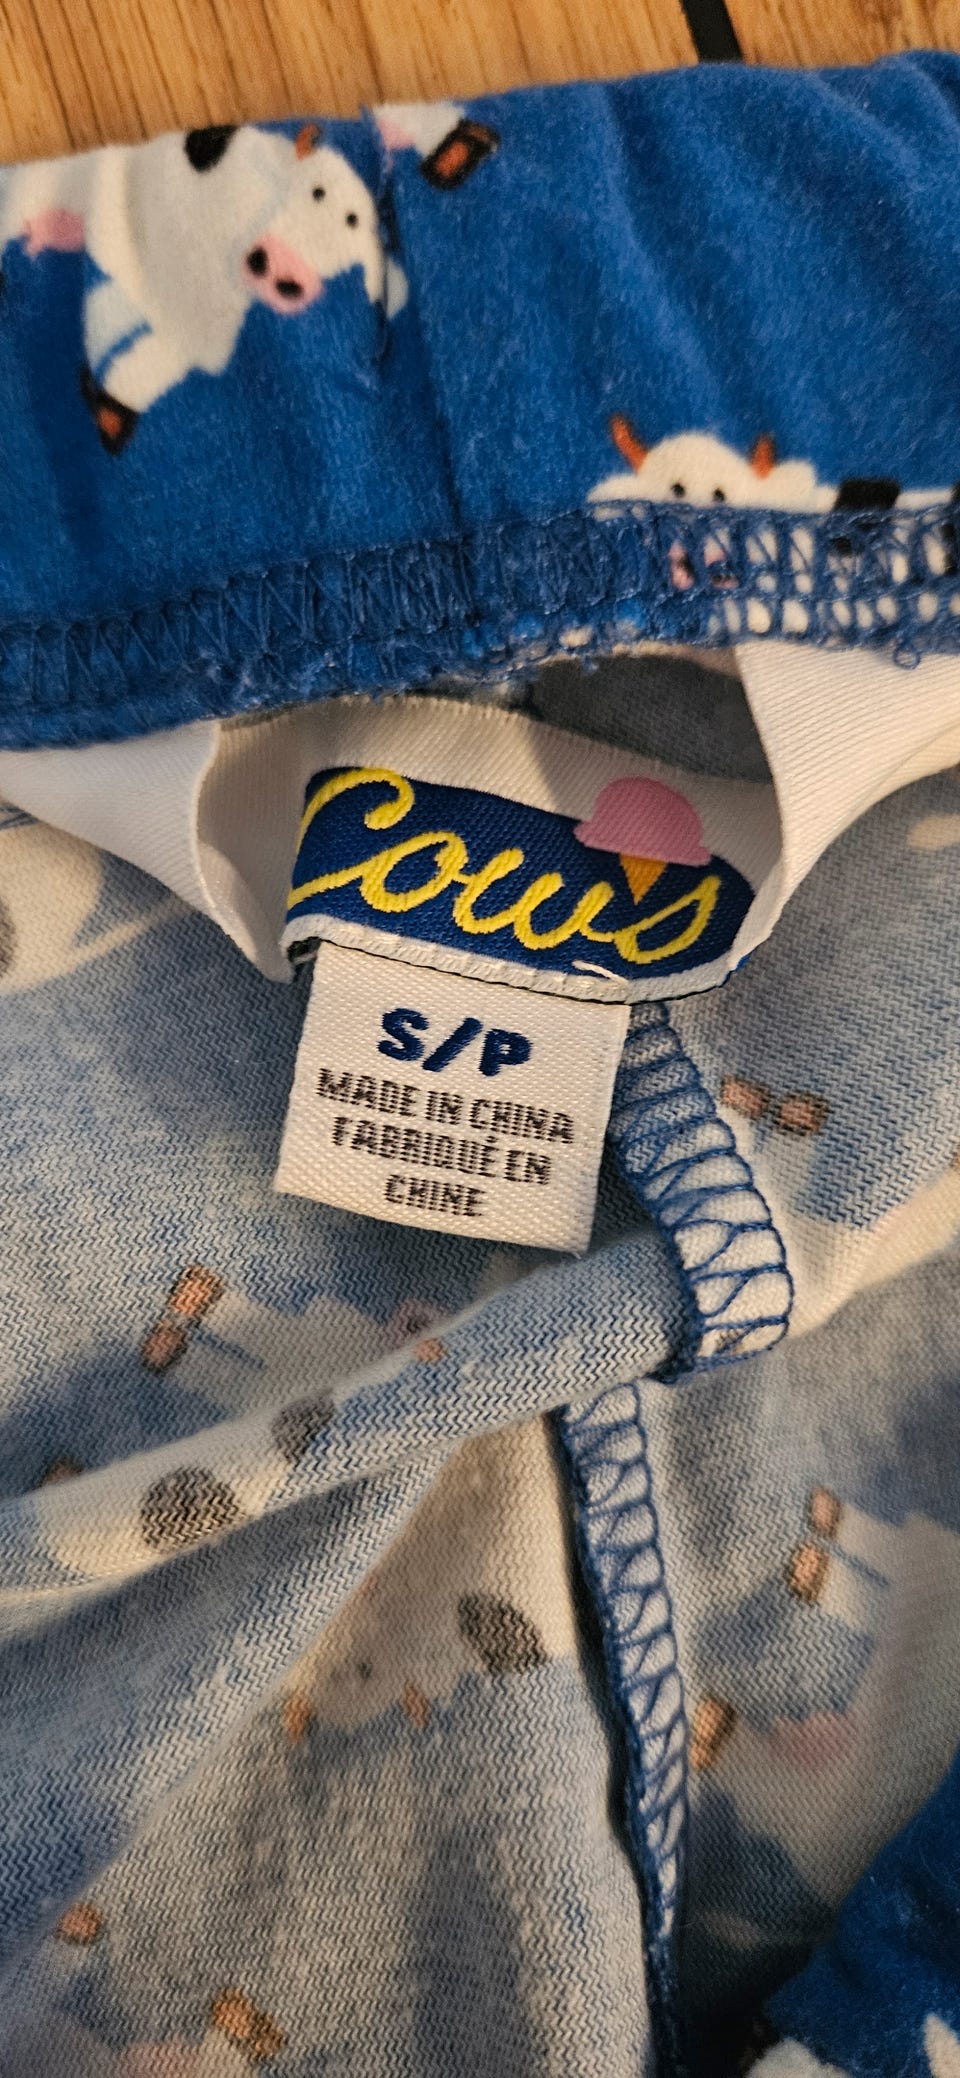 Cows
S/P
MADE IN CHINA
FABRIQUÉ EN
CHINE